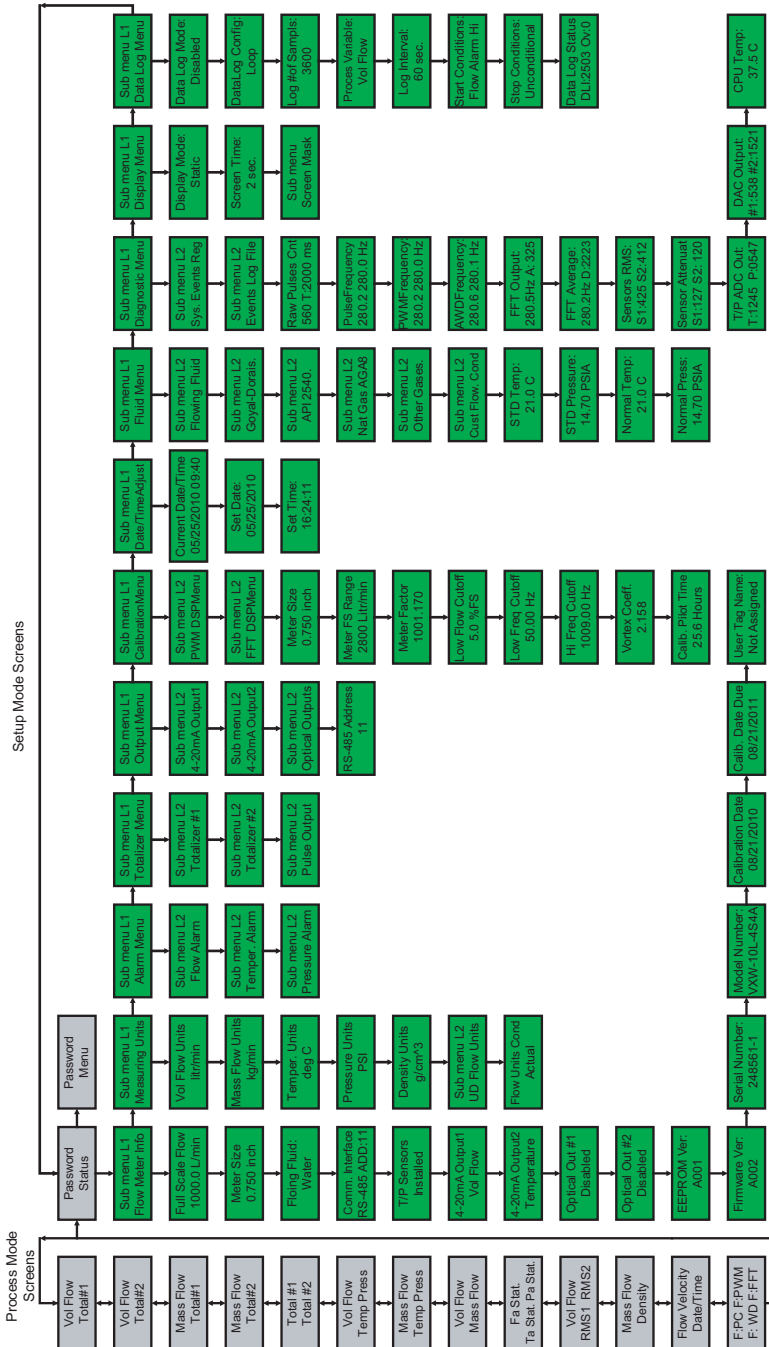 Setup Mode Screens
Process Mode
Screens
Vol Flow
Total#1
Vol Flow
Total#2
Mass Flow
Total#1
Mass Flow
Total#2
Total #1
Total #2
Vol Flow
Temp Press
Mass Flow
Temp Press
Vol Flow
Mass Flow
Fa Stat.
Ta Stat. Pa Stat.
Vol Flow
RMS1 RMS2
Mass Flow
Density
Flow Velocity
Date/Time
F:PC F:PWM
F: WD F:FFT
Password
Status
Password
Menu
Sub menu L1
Flow Meter Info
Full Scale Flow
1000.0 L/min
Meter Size
0.750 inch
Floing Fluid:
Water
Comm. Interface
RS-485 ADD:11
T/P Sensors
Installed
4-20mA Output1
Vol Flow
4-20mA Output2
Temperature
Optical Out #1
Disabled
Optical Out #2
Disabled
EEPROM Ver:
A001
Firmware Ver:
A002
Serial Number:
248561-1
Model Number:
VXW-10L-4S4A
Calibration Date
08/21/2010
Calib. Date Due
08/21/2011
User Tag Name:
Not Assigned
Sub menu L1
Measuring Units
Vol Flow Units
litr/min
Mass Flow Units
kg/min
Temper. Units
deg C
Pressure Units
PSI
Density Units
g/cm^3
Sub menu L2
UD Flow Units
Flow Units Cond
Actual
Sub menu L1
Alarm Menu
Sub menu L2
Flow Alarm
Sub menu L2
Temper. Alarm
Sub menu L2
Pressure Alarm
Sub menu L1
Totalizer Menu
Sub menu L2
Totalizer #1
Sub menu L2
Totalizer #2
Sub menu L2
Pulse Output
Sub menu L1
Output Menu
Sub menu L2
4-20mA Output1
Sub menu L2
4-20mA Output2
Sub menu L2
Optical Outputs
RS-485 Address
11
Sub menu L1
CalibrationMenu
Sub menu L2
PWM DSPMenu
Sub menu L2
FFT DSPMenu
Meter Size
0.750 inch
Meter FS Range
2800 Litr/min
Meter Factor
1001.170
Low Flow Cutoff
5.0 %FS
Low Freq Cutoff
50.00 Hz
Hi Freq Cutoff
1009.00 Hz
Vortex Coeff.
2.158
Calib. Pilot Time
25.6 Hours
Sub menu L1
Date/TimeAdjust
Current Date/Time
05/25/2010 09:40
Set Date:
05/25/2010
Set Time:
16:24:11
Sub menu L1
Fluid Menu
Sub menu L2
Flowing Fluid
Sub menu L2
Goyal-Dorais.
Sub menu L2
API 2540.
Sub menu L2
Nat Gas AGA8
Sub menu L2
Other Gases.
Sub menu L2
Cust Flow. Cond
STD Temp:
21.0 C
STD Pressure:
14.70 PSIA
Normal Temp:
21.0 C
Normal Press:
14.70 PSIA
Sub menu L1
Diagnostic Menu
Sub menu L2
Sys. Events Reg
Sub menu L2
Events Log File
Raw Pulses Cnt
560 T:2000 ms
PulseFrequency
280.2 280.0 Hz
PWMFrequency:
280.2 280.0 Hz
AWDFrequency:
280.6 280.1 Hz
FFT Output:
280.5Hz A: 325
FFT Average:
280.2Hz D:2223
Sensors RMS:
S1:425 S2:412
Sensor Attenuat
S1:127 S2: 120
T/P ADC Out:
T:1245 P:0547
DAC Output:
#1:538 #2:1521
CPU Temp:
37.5 C
Sub menu L1
Display Menu
Display Mode:
Static
Screen Time:
2 sec.
Sub menu
Screen Mask
Sub menu L1
Data Log Menu
Data Log Mode:
Disabled
DataLog Config:
Loop
Log #of Sampls:
3600
Proces Variable:
Vol Flow
Log Interval:
60 sec.
Start Conditions:
Flow Alarm Hi
Stop Conditions:
Unconditional
Data Log Status
DLI:2503 Ov:0